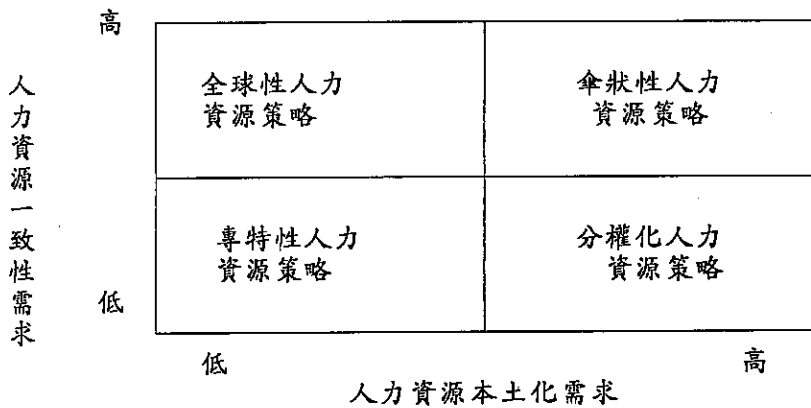 高
人力資源一致性需求
全球性人力
資源策略
傘狀性人力
資源策略
專特性人力
資源策略
分權化人力
資源策略
低
低
高
人力資源本土化需求